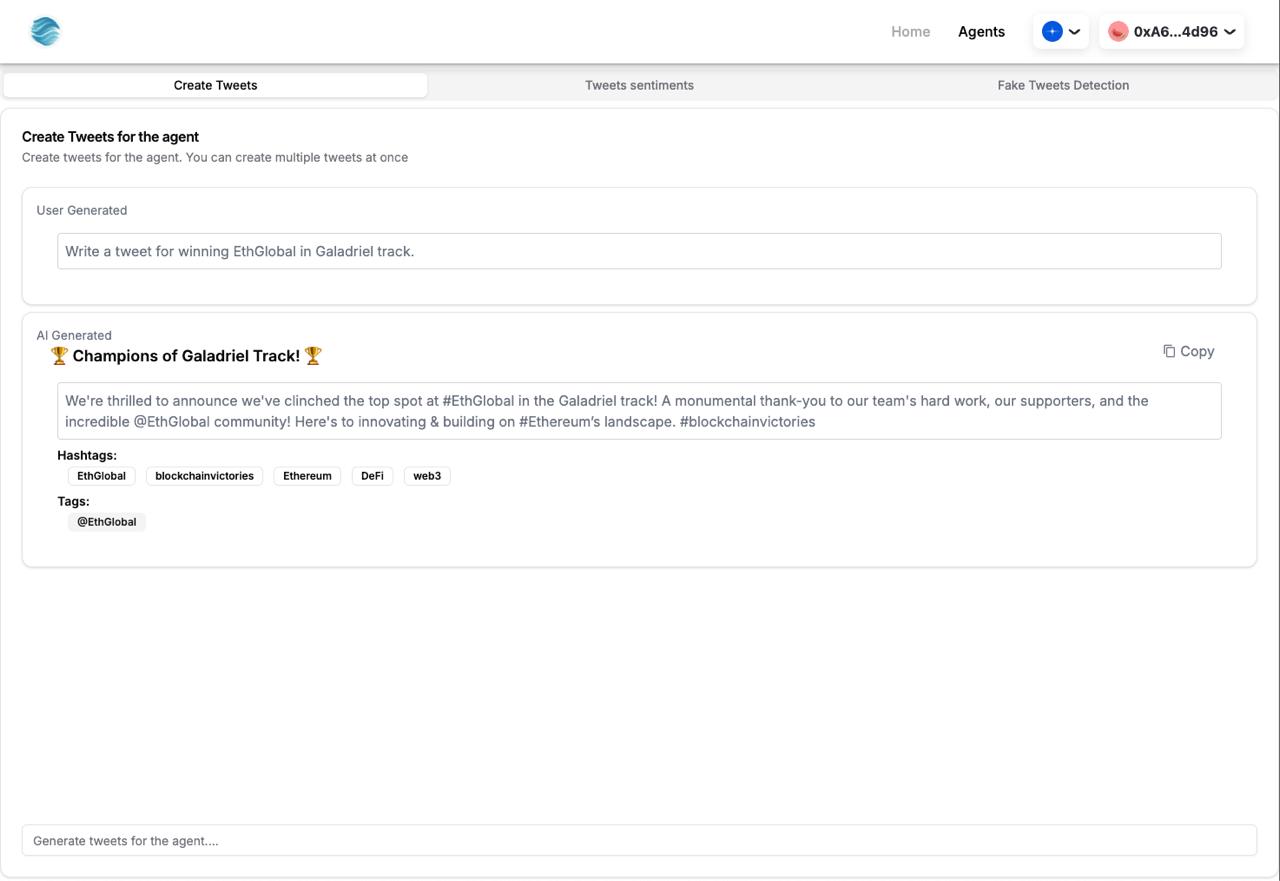 Home
Agents
0xA6...4d96
Create Tweets
Tweets sentiments
Fake Tweets Detection
Create Tweets for the agent
Create tweets for the agent. You can create multiple tweets at once
User Generated
Write a tweet for winning EthGlobal in Galadriel track.
AI Generated
🏆 Champions of Galadriel Track! 🏆
Copy
We're thrilled to announce we've clinched the top spot at #EthGlobal in the Galadriel track! A monumental thank-you to our team's hard work, our supporters, and the
incredible @EthGlobal community! Here's to innovating & building on #Ethereum’s landscape. #blockchainvictories
Hashtags:
EthGlobal blockchainvictories Ethereum DeFi web3
Tags:
@EthGlobal
Generate tweets for the agent....